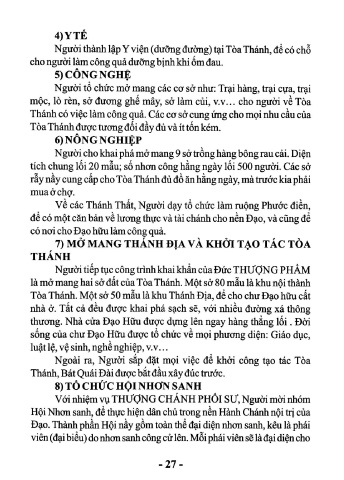 4) Y TẾ
Người thành lập Y viện (dưỡng đường) tại Tòa Thánh, để có chỗ
cho người làm công quả dưỡng bịnh khi ốm đau.
5) CÔNG NGHỆ
Người tổ chức mở mang các cơ sở như: Trại hàng, trại cựa, trại
mộc, lò rèn, sở đương ghế mây, sở làm củi, v.v… cho người về Tòa
Thánh có việc làm công quả. Các cơ sở cung ứng cho mọi nhu cầu của
Tòa Thánh được tương đối đầy đủ và ít tốn kém.
6) NÔNG NGHIỆP
Người cho khai phá mở mang 9 sở trồng hàng bông rau cải. Diện
tích chung lối 20 mẫu; số nhơn công hằng ngày lối 500 người. Các sở
rẫy nầy cung cấp cho Tòa Thánh đủ đồ ăn hằng ngày, mà trước kia phải
mua ở chợ.
Về các Thánh Thất, Người dạy tổ chức làm ruộng Phước điền,
để có một căn bản về lương thực và tài chánh cho nền Đạo, và cũng để
có nơi cho Đạo hữu làm công quả.
7) MỞ MANG THÁNH ĐỊA VÀ KHỞI TẠO TÁC TÒA
THÁNH
Người tiếp tục công trình khai khẩn của Đức THƯỢNG PHẨM
là mở mang hai sở đất của Tòa Thánh. Một sở 80 mẫu là khu nội thành
Tòa Thánh. Một sở 50 mẫu là khu Thánh Địa, để cho chư Đạo hữu cất
nhà ở. Tất cả đều được khai phá sạch sẽ, với nhiều đường xá thông
thương. Nhà cửa Đạo Hữu được dựng lên ngay hàng thẳng lối . Đời
sống của chư Đạo Hữu được tổ chức về mọi phương diện: Giáo dục,
luật lệ, vệ sinh, nghề nghiệp, v.v…
Ngoài ra, Người sắp đặt mọi việc để khởi công tạo tác Tòa
Thánh, Bát Quái Đài được bắt đầu xây đúc trước.
8) TỔ CHỨC HỘI NHƠN SANH
Với nhiệm vụ THƯỢNG CHÁNH PHỐI SƯ, Người mời nhóm
Hội Nhơn sanh, để thực hiện dân chủ trong nền Hành Chánh nội trị của
Đạo. Thành phần Hội nầy gồm toàn thể đại diện nhơn sanh, kêu là phái
viên (đại biểu) do nhơn sanh công cử lên. Mỗi phái viên sẽ là đại diện cho
- 27 -